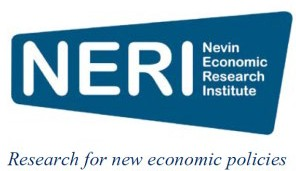 NERI
Nevin
Economic
Research
Institute
Research for new economic policies